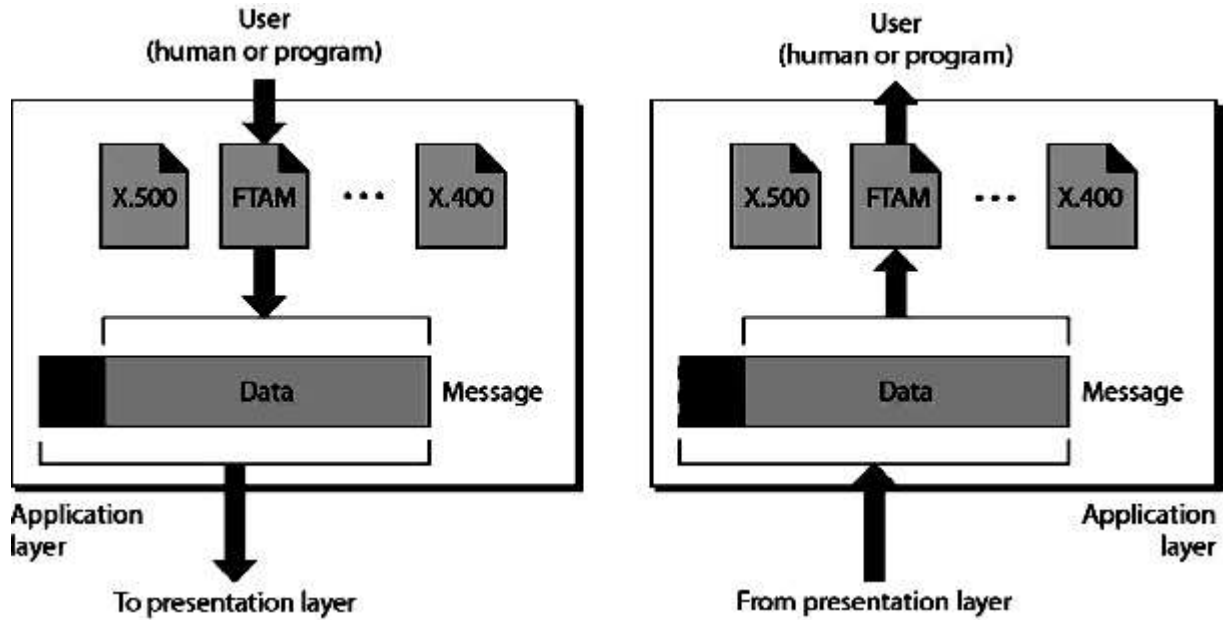 User
(human or program)
X.500
FTAM
...
X.400
Data
Message
Application
layer
To presentation layer
User
(human or program)
X.500
FTAM
...
X.400
Data
Message
Application
layer
From presentation layer